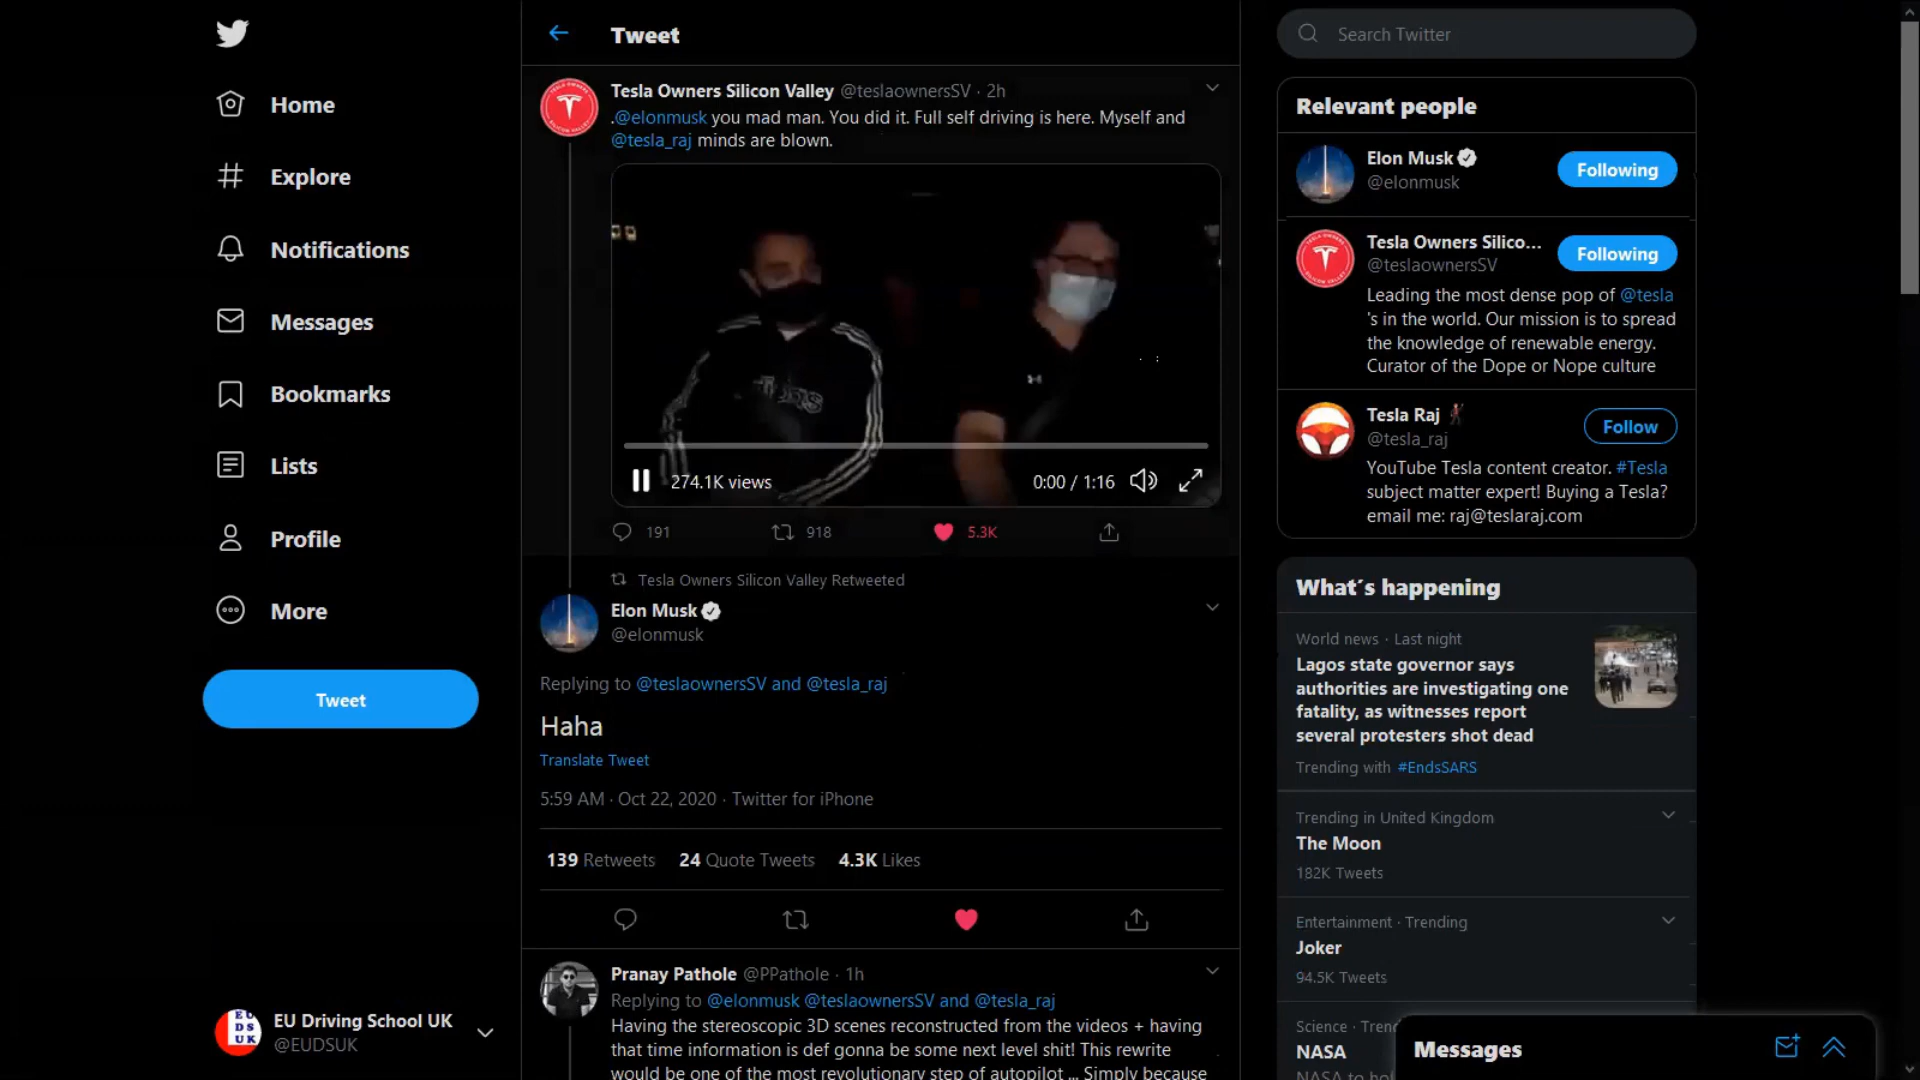 Home
Explore
Notifications
Messages
Bookmarks
Lists
Profile
More
Tweet
EU Driving School UK
@EUDSUK
Tweet
Tesla Owners Silicon Valley @teslaownersSV · 2h
.@elonmusk you mad man. You did it. Full self driving is here. Myself and
@tesla_raj minds are blown.
274.1K views
0:00 / 1:16
191
918
5.3K
Tesla Owners Silicon Valley Retweeted
Elon Musk
@elonmusk
Replying to @teslaownersSV and @tesla_raj
Haha
Translate Tweet
5:59 AM · Oct 22, 2020 · Twitter for iPhone
139 Retweets 24 Quote Tweets 4.3K Likes
Pranay Pathole @PPathole · 1h
Replying to @elonmusk @teslaownersSV and @tesla_raj
Having the stereoscopic 3D scenes reconstructed from the videos + having
that time information is def gonna be some next level shit! This rewrite
would be one of the most revolutionary step of autopilot ... Simply because
Search Twitter
Relevant people
Elon Musk
@elonmusk
Following
Tesla Owners Silico...
@teslaownersSV
Following
Leading the most dense pop of @tesla
's in the world. Our mission is to spread
the knowledge of renewable energy.
Curator of the Dope or Nope culture
Tesla Raj
@tesla_raj
Follow
YouTube Tesla content creator. #Tesla
subject matter expert! Buying a Tesla?
email me: raj@teslaraj.com
What's happening
World news · Last night
Lagos state governor says
authorities are investigating one
fatality, as witnesses report
several protesters shot dead
Trending with #EndsSARS
Trending in United Kingdom
The Moon
182K Tweets
Entertainment · Trending
Joker
94.5K Tweets
Science ·
NASA
NASA to
Messages